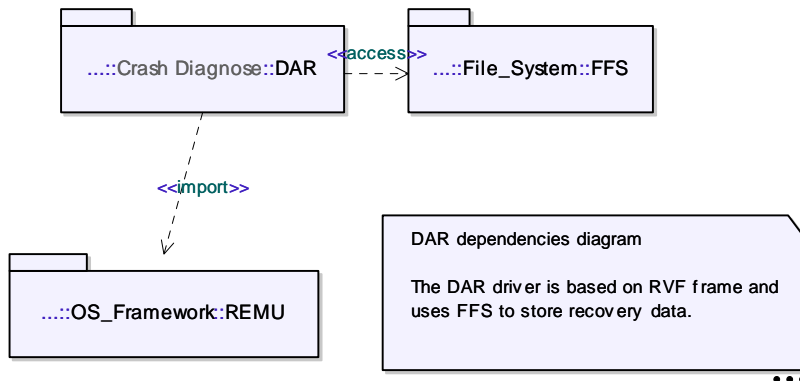 <<access>>
...::Crash Diagnose::DAR
...::File_System::FFS
<<import>>
DAR dependencies diagram
The DAR driver is based on RVF frame and
uses FFS to store recovery data.
...::OS_Framework::REMU